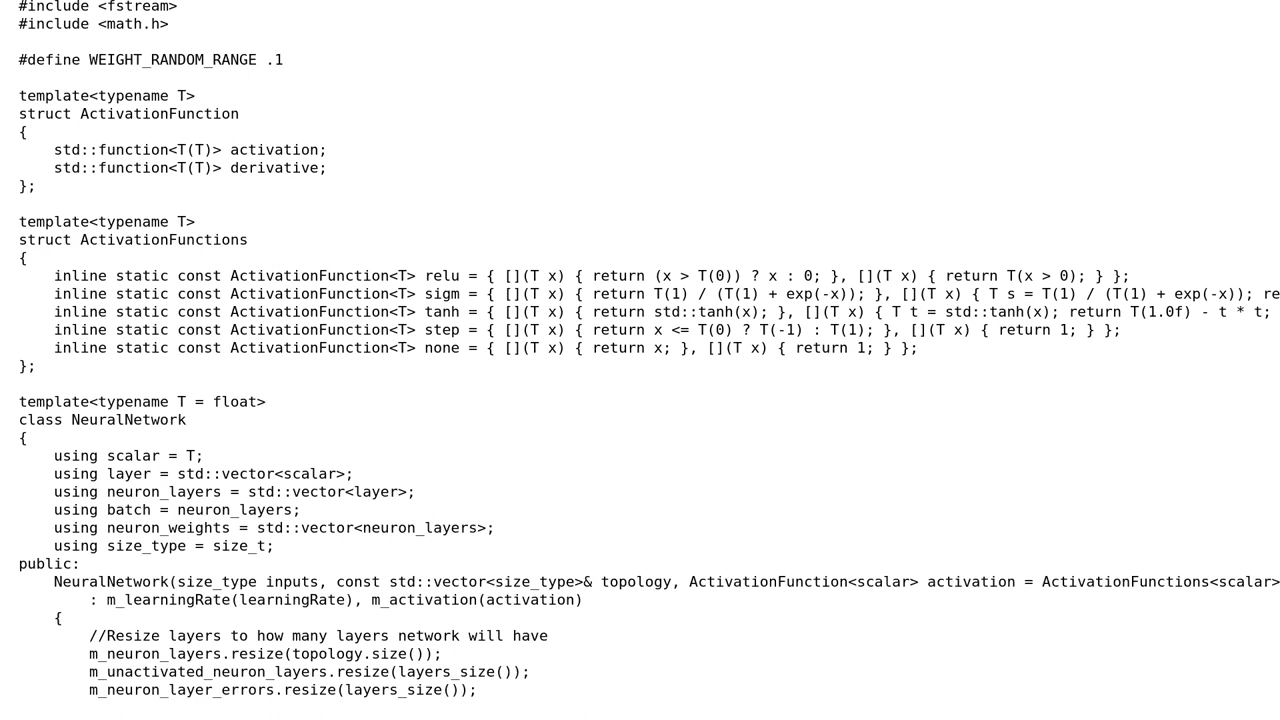 #include <fstream>
#include <math.h>
#define WEIGHT_RANDOM_RANGE .1
template<typename T>
struct ActivationFunction
{
    std::function<T(T)> activation;
    std::function<T(T)> derivative;
};
template<typename T>
struct ActivationFunctions
{
    inline static const ActivationFunction<T> relu = { [](T x) { return (x > T(0)) ? x : 0; }, [](T x) { return T(x > 0); } };
    inline static const ActivationFunction<T> sigm = { [](T x) { return T(1) / (T(1) + exp(-x)); }, [](T x) { T s = T(1) / (T(1) + exp(-x)); re
    inline static const ActivationFunction<T> tanh = { [](T x) { return std::tanh(x); }, [](T x) { T t = std::tanh(x); return T(1.0f) - t * t;
    inline static const ActivationFunction<T> step = { [](T x) { return x <= T(0) ? T(-1) : T(1); }, [](T x) { return 1; } };
    inline static const ActivationFunction<T> none = { [](T x) { return x; }, [](T x) { return 1; } };
};
template<typename T = float>
class NeuralNetwork
{
    using scalar = T;
    using layer = std::vector<scalar>;
    using neuron_layers = std::vector<layer>;
    using batch = neuron_layers;
    using neuron_weights = std::vector<neuron_layers>;
    using size_type = size_t;
public:
    NeuralNetwork(size_type inputs, const std::vector<size_type>& topology, ActivationFunction<scalar> activation = ActivationFunctions<scalar>
        : m_learningRate(learningRate), m_activation(activation)
    {
        //Resize layers to how many layers network will have
        m_neuron_layers.resize(topology.size());
        m_unactivated_neuron_layers.resize(layers_size());
        m_neuron_layer_errors.resize(layers_size());